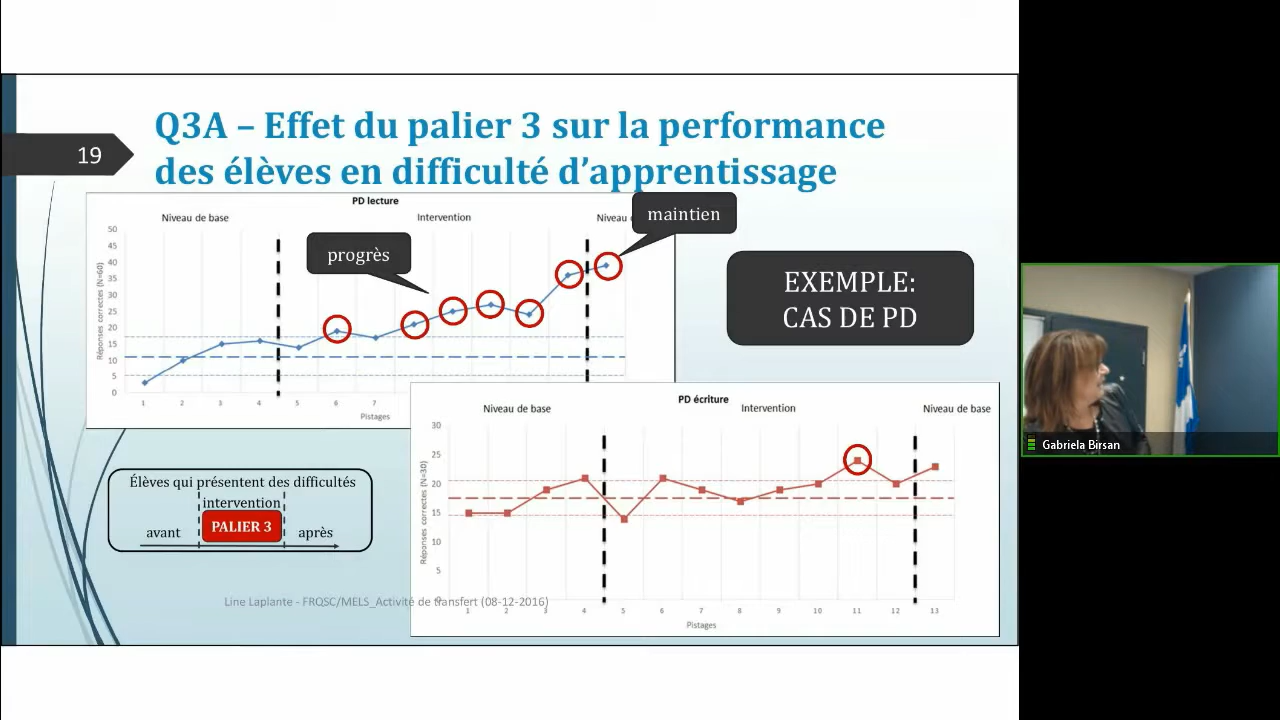 Q3A – Effet du palier 3 sur la performance
des élèves en difficulté d’apprentissage
19
PD lecture
Niveau de base
Intervention
Niveau
maintien
progrès
50
45
40
35
30
25
20
15
10
5
0
Réponses correctes (N=60)
1
2
3
4
5
6
7
Pistages
EXEMPLE:
CAS DE PD
PD écriture
Niveau de base
Intervention
Niveau de base
30
25
20
15
10
5
0
Réponses correctes (N=30)
1
2
3
4
5
6
7
8
9
10
11
12
13
Pistages
Élèves qui présentent des difficultés
intervention
avant
PALIER 3
après
Line Laplante - FRQSC/MELS_Activité de transfert (08-12-2016)
Gabriela Birsan